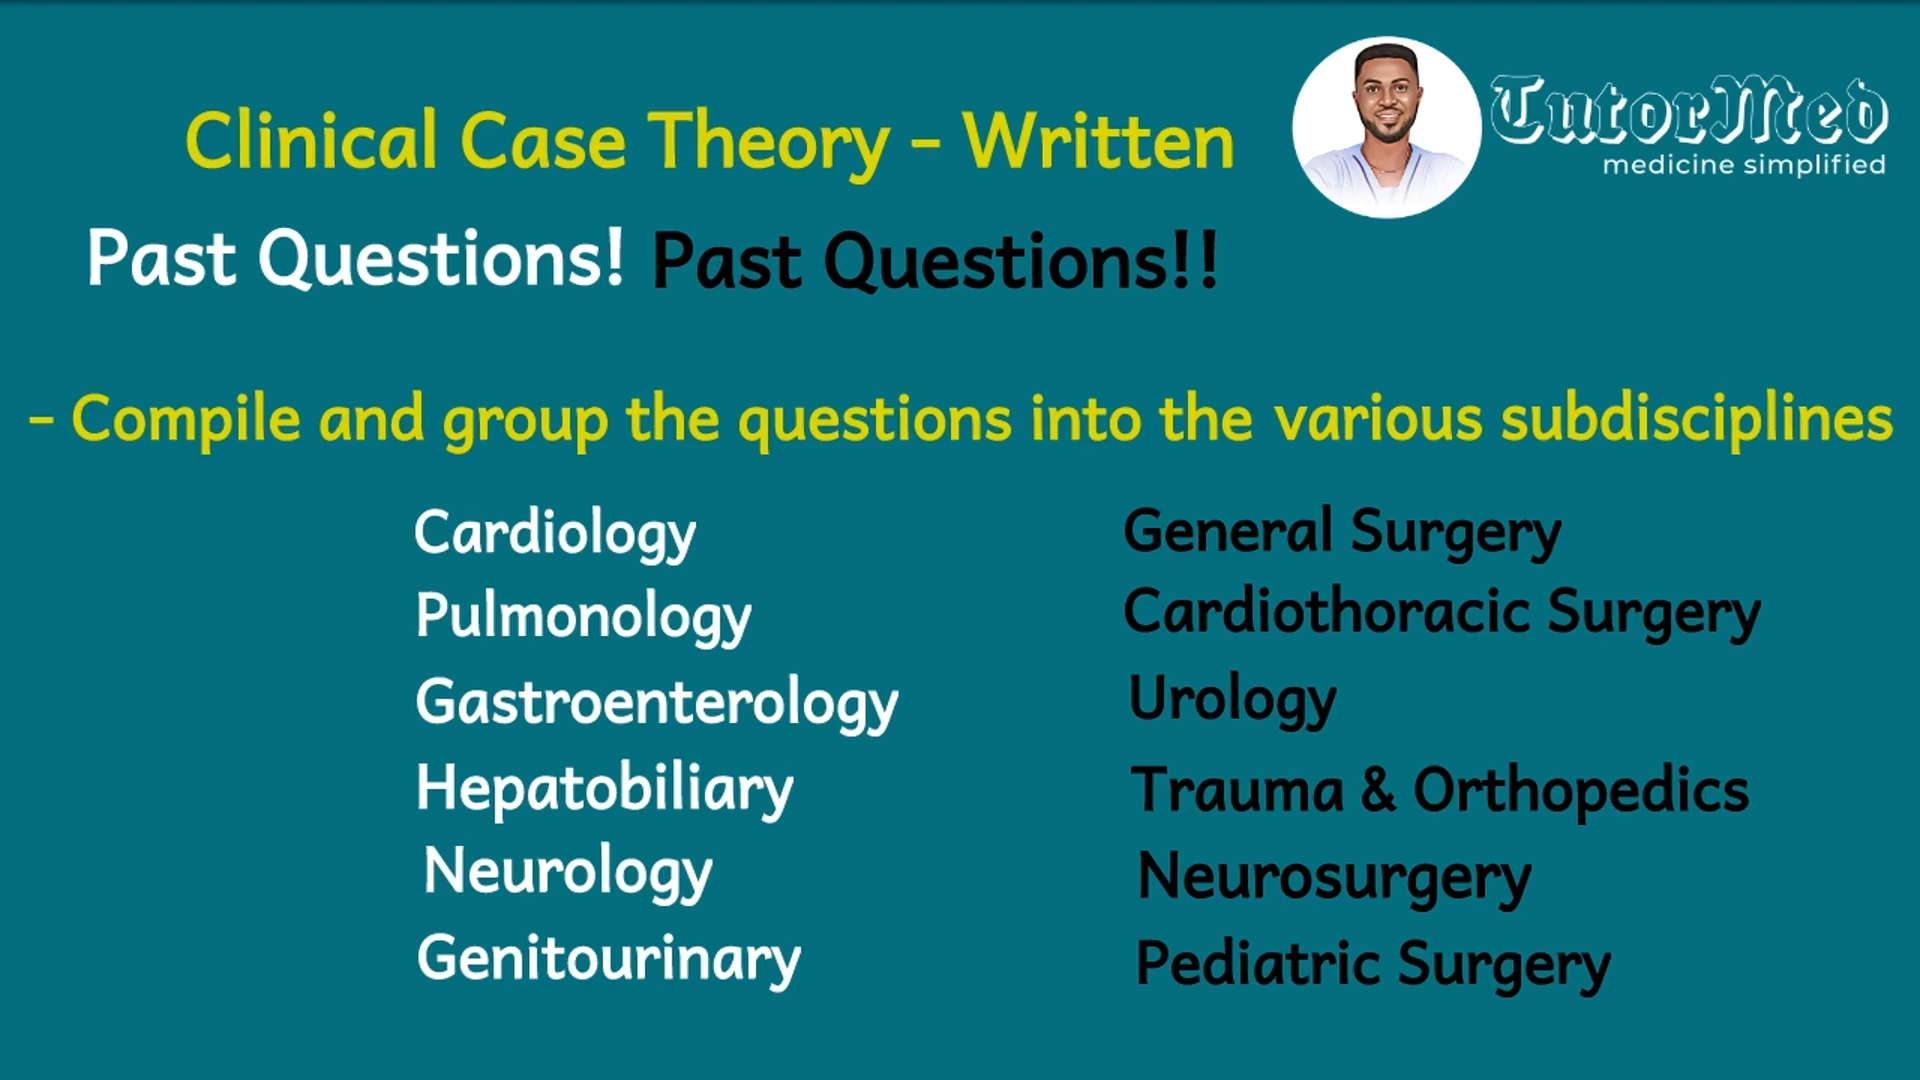 Clinical Case Theory - Written
TutorMed
medicine simplified
Past Questions! Past Questions!!
- Compile and group the questions into the various subdisciplines
Cardiology
Pulmonology
Gastroenterology
Hepatobiliary
Neurology
Genitourinary
General Surgery
Cardiothoracic Surgery
Urology
Trauma & Orthopedics
Neurosurgery
Pediatric Surgery